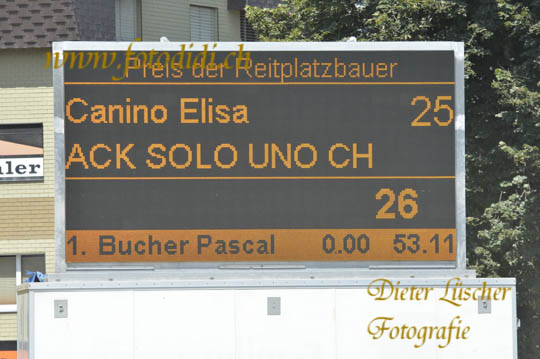 www.fotodidi.ch
Preis der Reitplatzbauer
Canino Elisa 25
ACK SOLO UNO CH
26
1. Bucher Pascal 0.00 53.11
aler
Dieter Lüscher
Fotografie